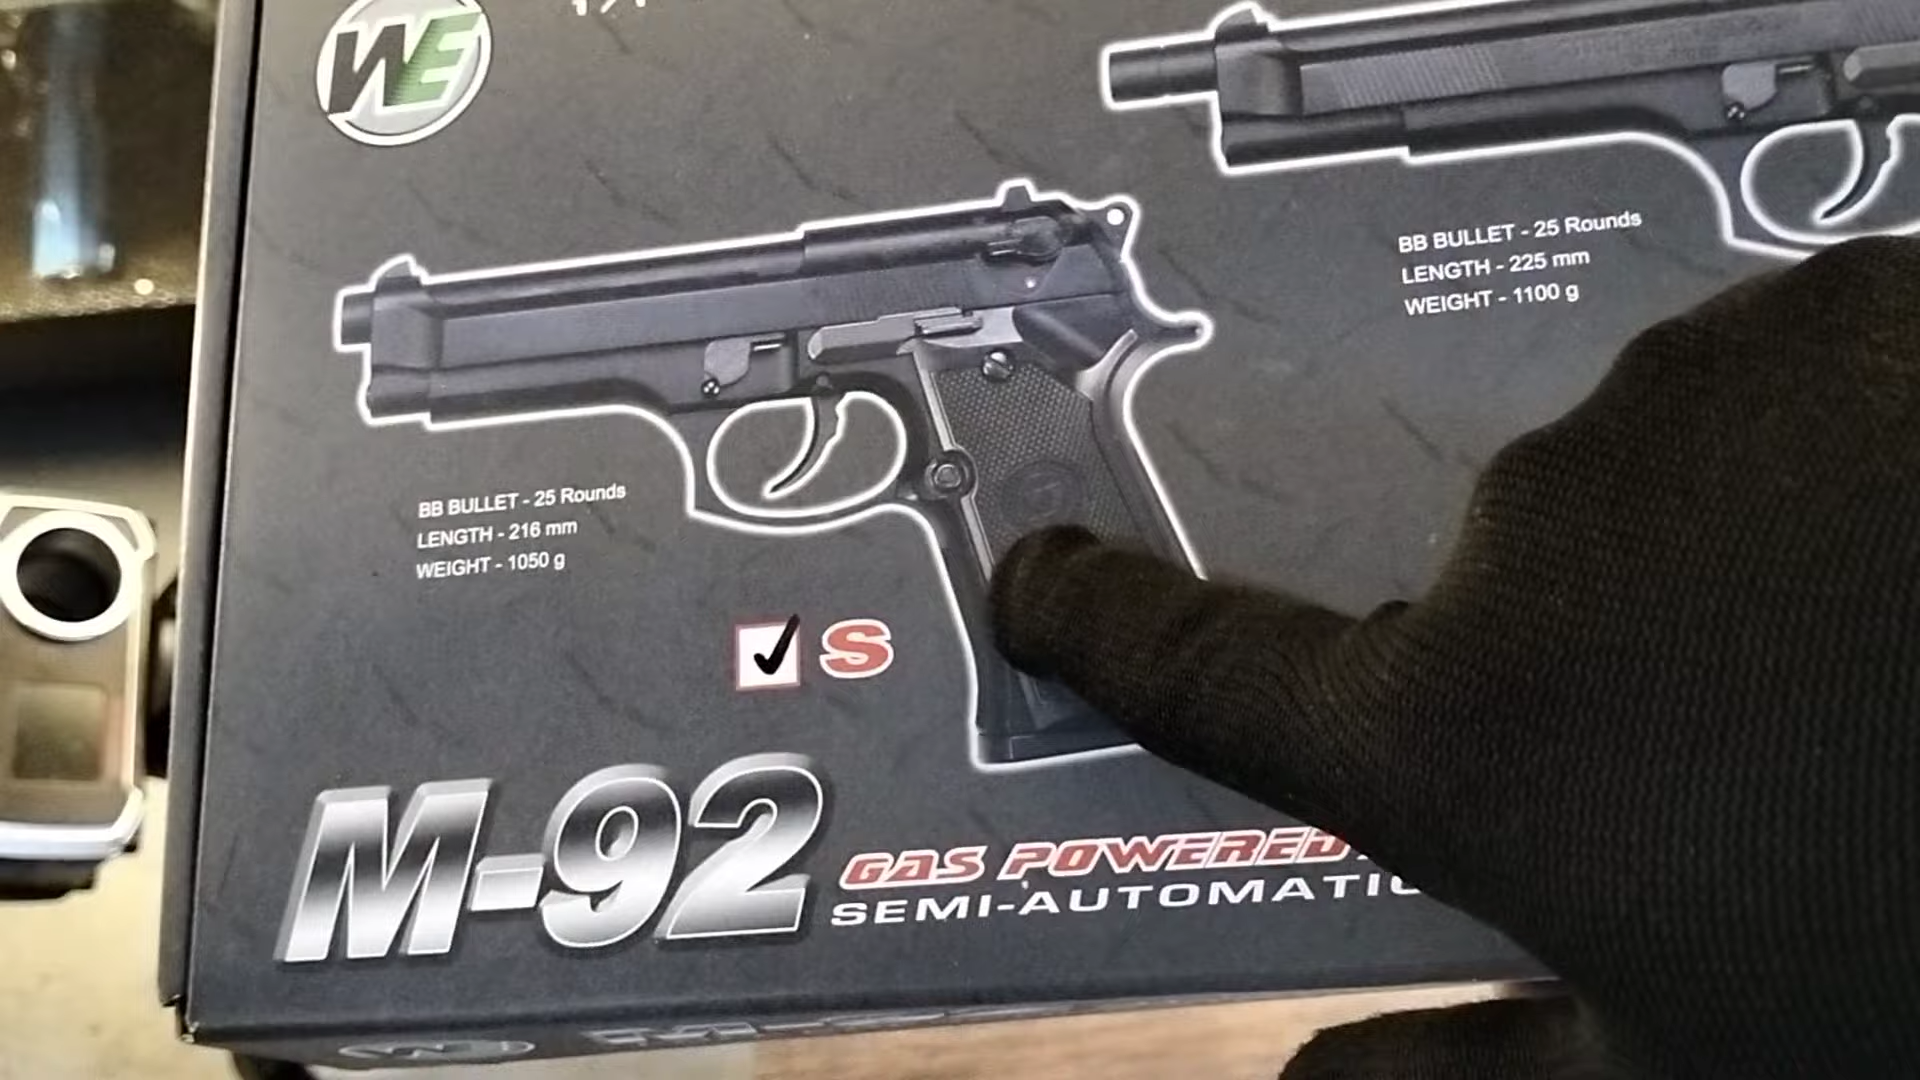 WE
BB BULLET - 25 Rounds
LENGTH - 225 mm
WEIGHT - 1100 g
BB BULLET - 25 Rounds
LENGTH - 216 mm
WEIGHT - 1050 g
S
M-92
GAS POWERED
SEMI-AUTOMATIC